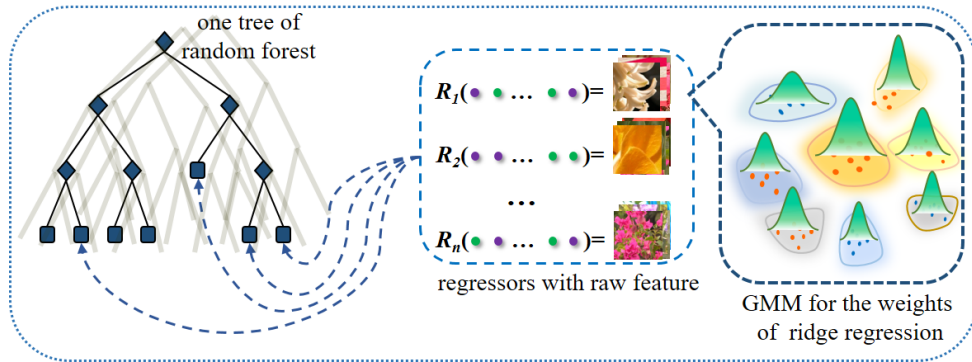 one tree of
random forest
R1( ... )=
R2( ... )=
...
Rn( ... )=
regressors with raw feature
GMM for the weights
of ridge regression